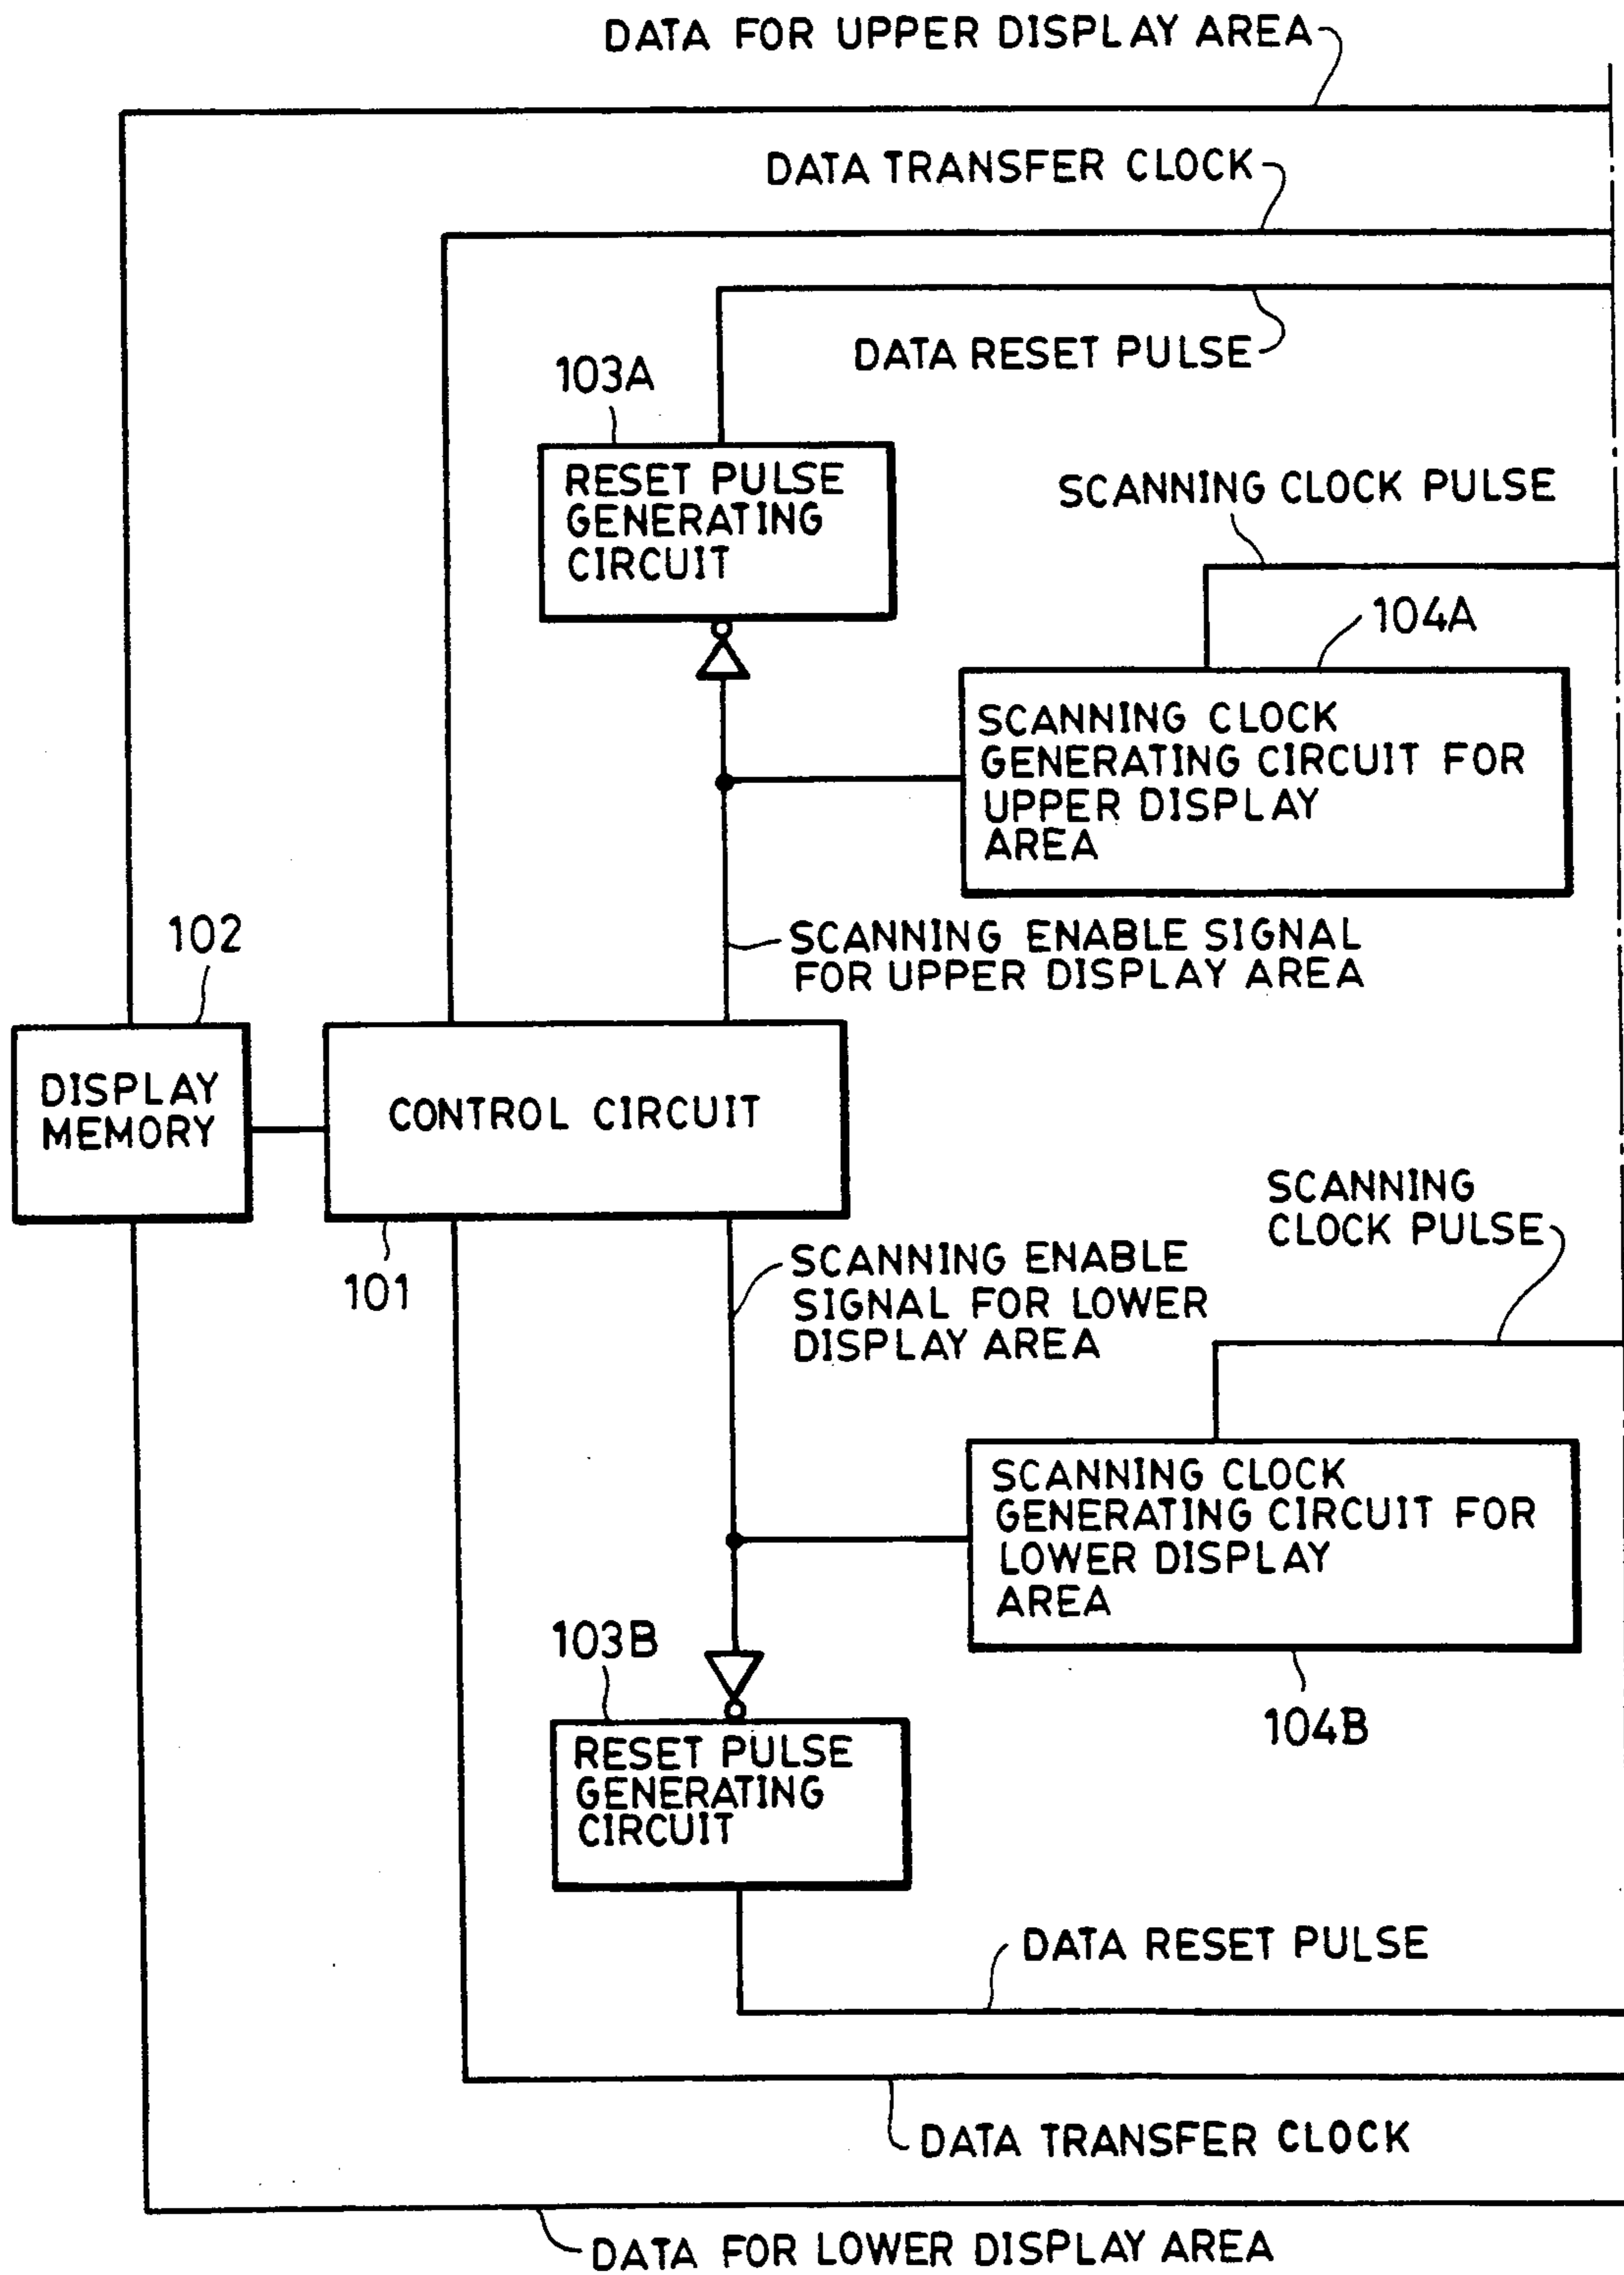 DATA FOR UPPER DISPLAY AREA
DATA TRANSFER CLOCK
DATA RESET PULSE
103A
RESET PULSE
GENERATING
CIRCUIT
SCANNING CLOCK PULSE
104A
SCANNING CLOCK
GENERATING CIRCUIT FOR
UPPER DISPLAY
AREA
102
SCANNING ENABLE SIGNAL
FOR UPPER DISPLAY AREA
DISPLAY
MEMORY
CONTROL CIRCUIT
101
SCANNING
CLOCK PULSE
SCANNING ENABLE
SIGNAL FOR LOWER
DISPLAY AREA
SCANNING CLOCK
GENERATING CIRCUIT FOR
LOWER DISPLAY
AREA
103B
104B
RESET PULSE
GENERATING
CIRCUIT
DATA RESET PULSE
DATA TRANSFER CLOCK
DATA FOR LOWER DISPLAY AREA